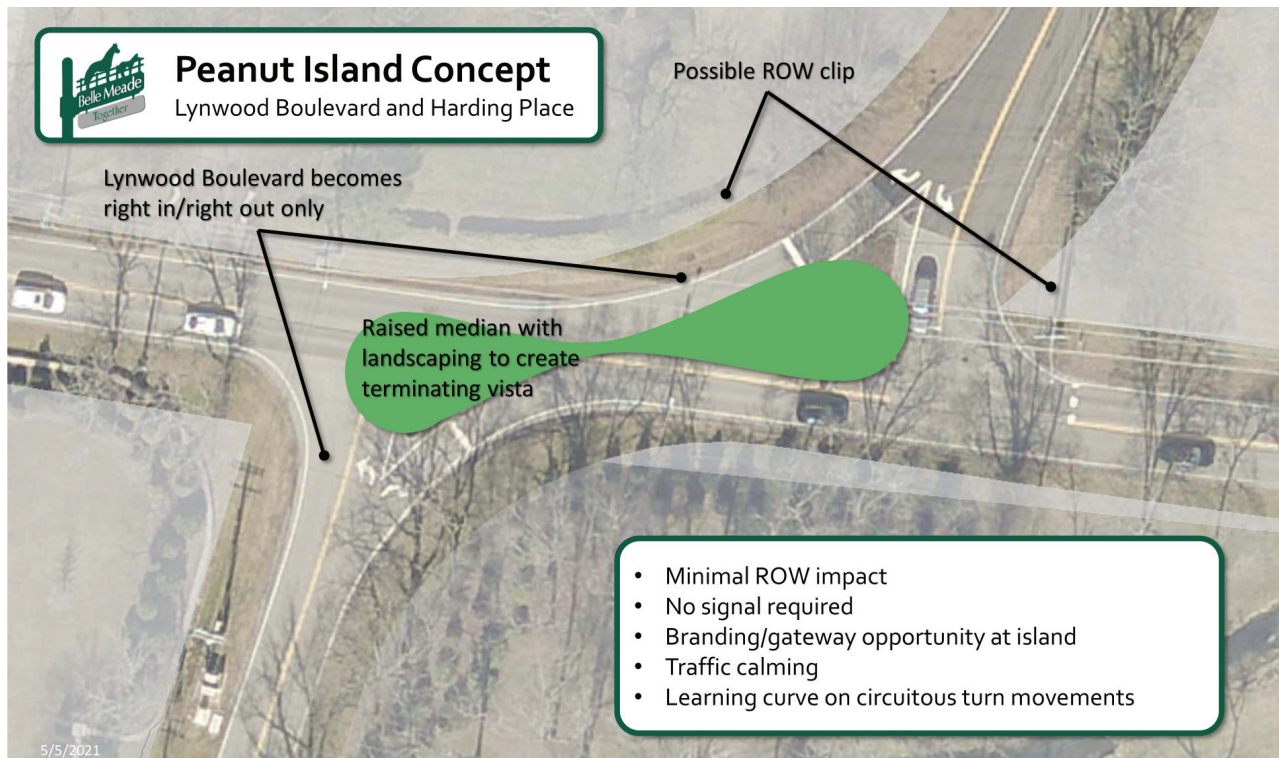 Belle Meade
Together
Peanut Island Concept
Lynwood Boulevard and Harding Place
Possible ROW clip
Lynwood Boulevard becomes
right in/right out only
Raised median with
landscaping to create
terminating vista
• Minimal ROW impact
• No signal required
• Branding/gateway opportunity at island
• Traffic calming
• Learning curve on circuitous turn movements
5/5/2021